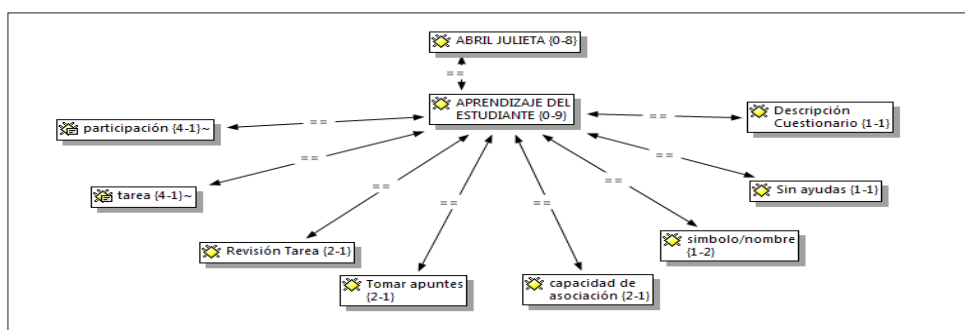 ABRIL JULIETA {0-8}
==
APRENDIZAJE DEL
ESTUDIANTE {0-9}
Descripción
Cuestionario {1-1}
==
participación {4-1}~
==
==
tarea {4-1}~
==
Sin ayudas {1-1}
==
==
==
==
Revisión Tarea {2-1}
simbolo/nombre
{1-2}
Tomar apuntes
{2-1}
capacidad de
asociación {2-1}